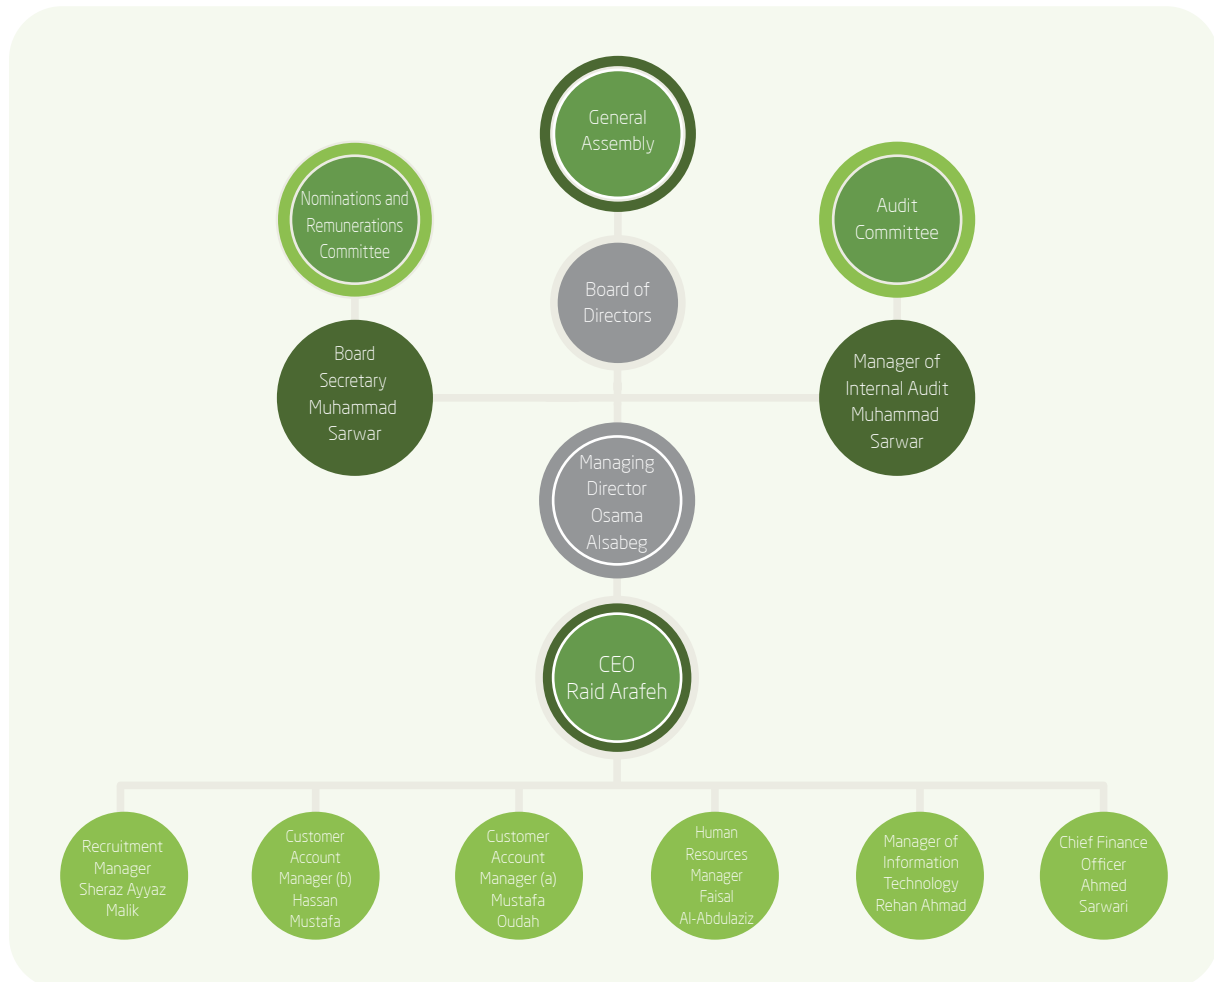 General
Assembly
Nominations and
Remunerations
Committee
Audit
Committee
Board of
Directors
Board
Secretary
Muhammad
Sarwar
Manager of
Internal Audit
Muhammad
Sarwar
Managing
Director
Osama
Alsabeg
CEO
Raid Arafeh
Recruitment
Manager
Sheraz Ayyaz
Malik
Customer
Account
Manager (b)
Hassan
Mustafa
Customer
Account
Manager (a)
Mustafa
Oudah
Human
Resources
Manager
Faisal
Al-Abdulaziz
Manager of
Information
Technology
Rehan Ahmad
Chief Finance
Officer
Ahmed
Sarwari